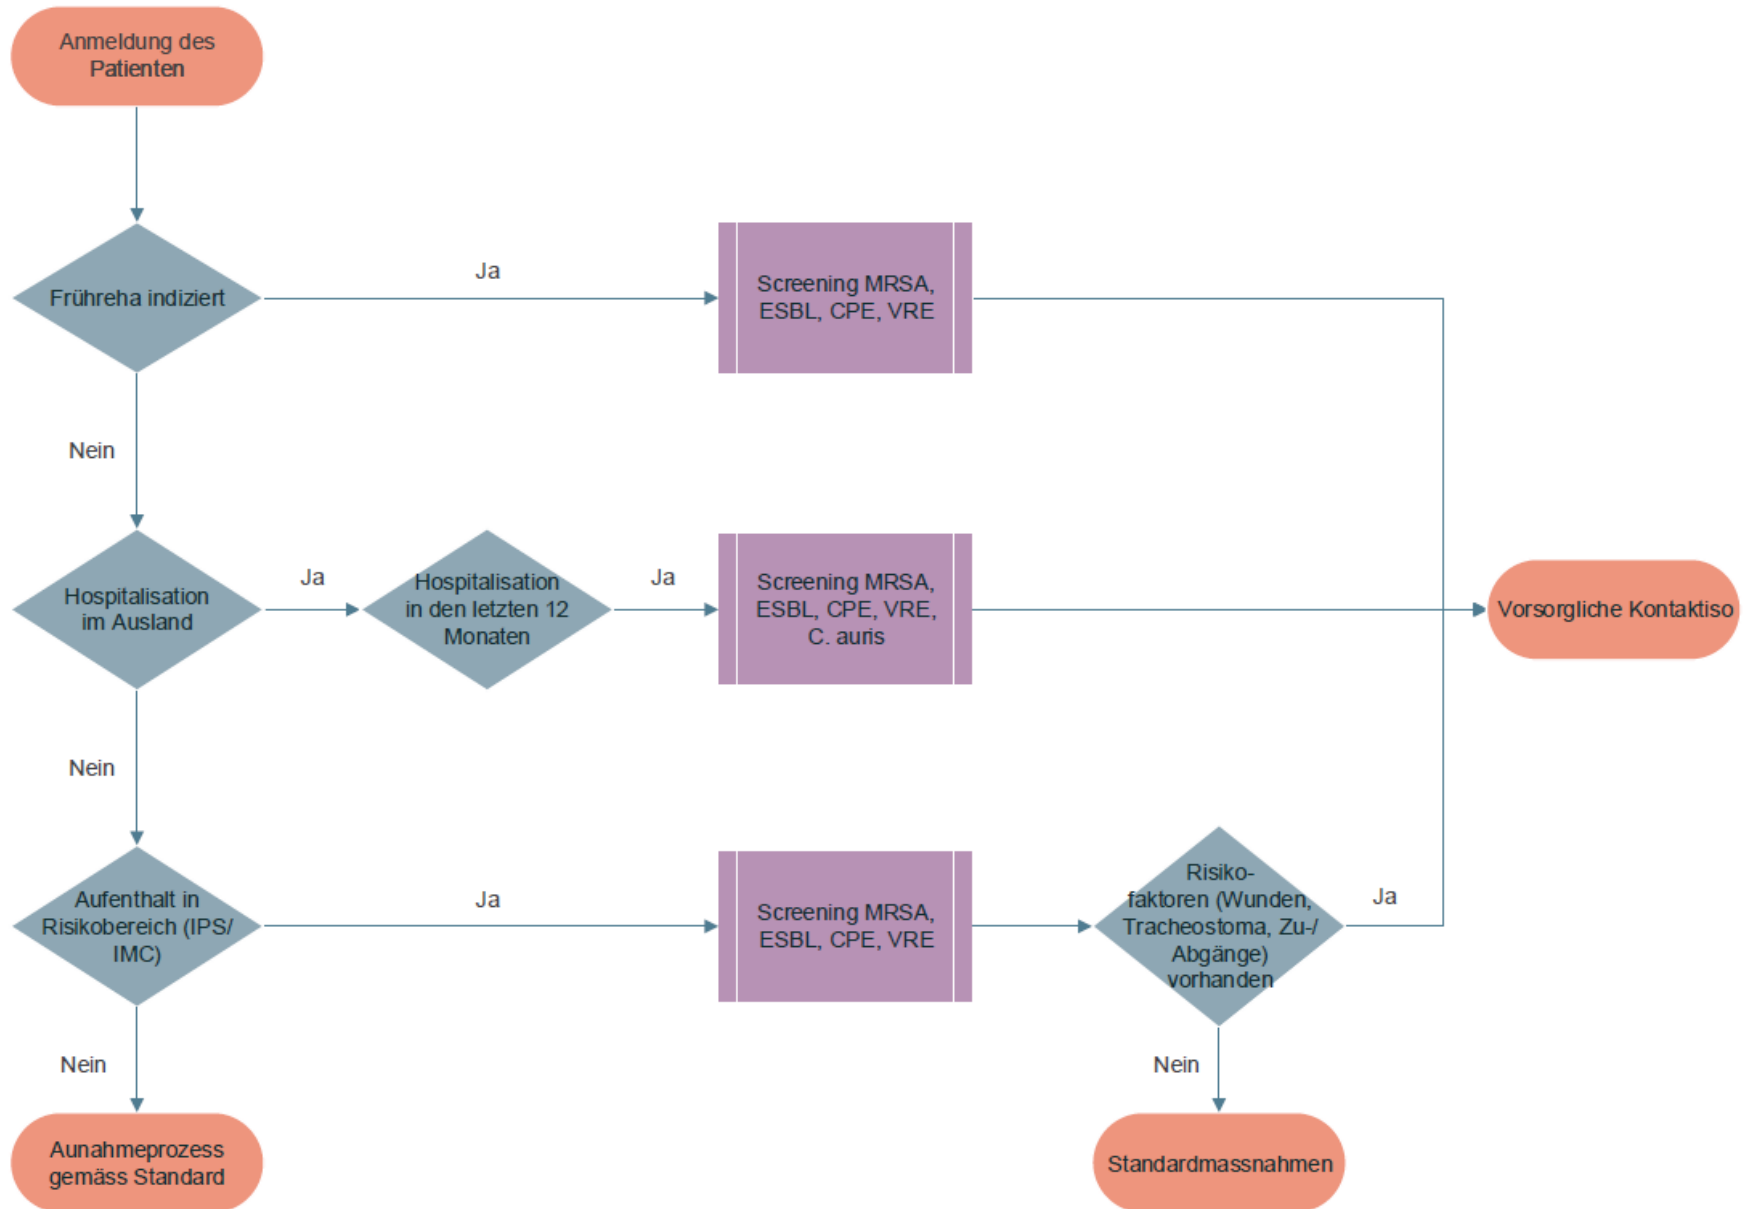 Anmeldung des
Patienten
Frühreha indiziert
Ja
Screening MRSA,
ESBL, CPE, VRE
Nein
Hospitalisation
im Ausland
Ja
Hospitalisation
in den letzten 12
Monaten
Ja
Screening MRSA,
ESBL, CPE, VRE,
C. auris
Vorsorgliche Kontaktiso
Nein
Aufenthalt in
Risikobereich (IPS/
IMC)
Ja
Screening MRSA,
ESBL, CPE, VRE
Risiko-
faktoren (Wunden,
Tracheostoma, Zu-/
Abgänge)
vorhanden
Ja
Nein
Nein
Aunahmeprozess
gemäss Standard
Standardmassnahmen